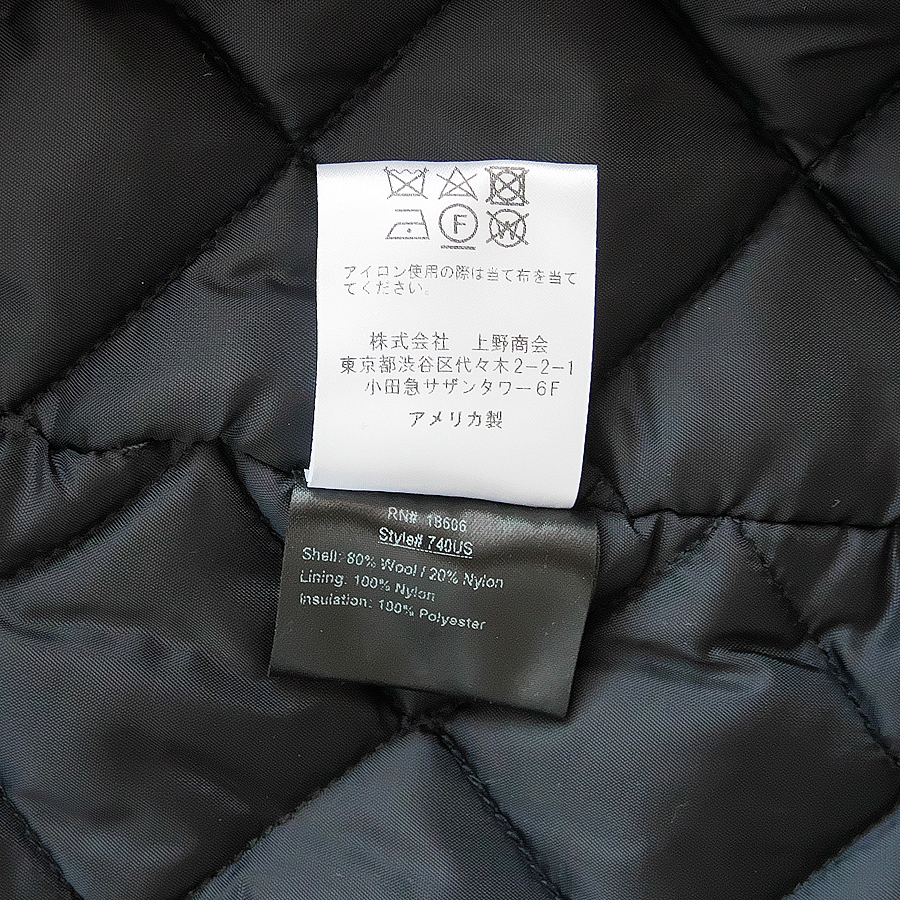 F
W
アイロン使用の際は当て布を当て
てください。
株式会社　上野商会
東京都渋谷区代々木2-2-1
小田急サザンタワー6F
アメリカ製
RN# 18606
Style# 740US
Shell: 80% Wool / 20% Nylon
Lining: 100% Nylon
Insulation: 100% Polyester